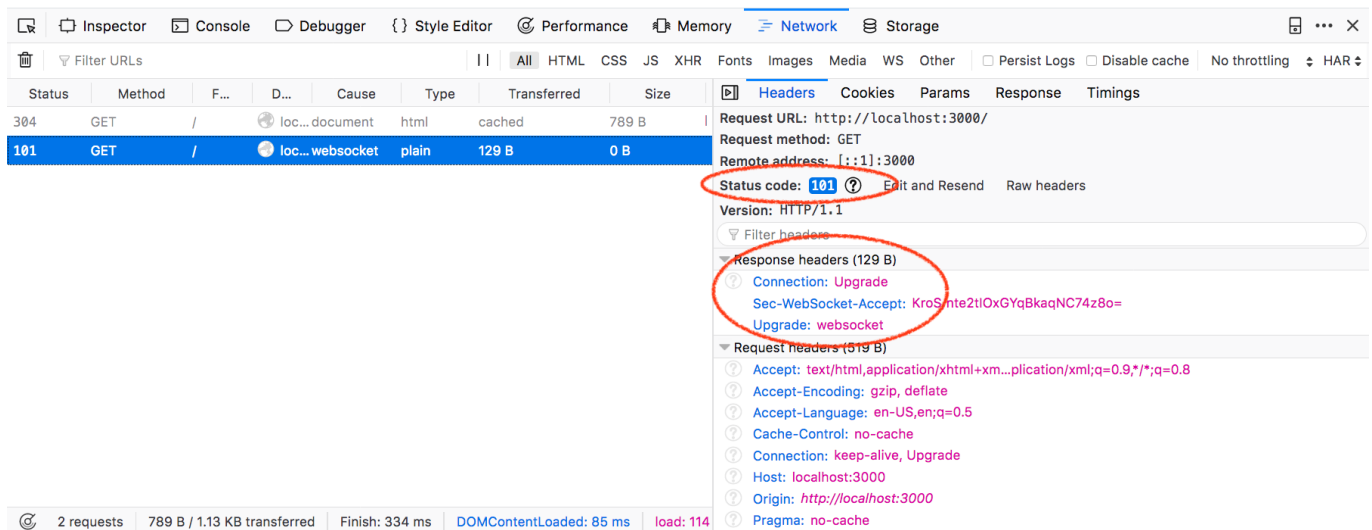 Inspector Console Debugger { } Style Editor Performance Memory Network Storage
Filter URLs All HTML CSS JS XHR Fonts Images Media WS Other Persist Logs Disable cache No throttling HAR
Status Method F... D... Cause Type Transferred Size
304 GET / loc... document html cached 789 B
101 GET / loc... websocket plain 129 B 0 B
Headers Cookies Params Response Timings
Request URL: http://localhost:3000/
Request method: GET
Remote address: [::1]:3000
Status code: 101 ? Edit and Resend Raw headers
Version: HTTP/1.1
Filter headers
Response headers (129 B)
? Connection: Upgrade
Sec-WebSocket-Accept:
Upgrade: websocket
Request headers (519 B)
? Accept: text/html,application/xhtml+xm...plication/xml;q=0.9,*/*;q=0.8
? Accept-Encoding: gzip, deflate
? Accept-Language: en-US,en;q=0.5
? Cache-Control: no-cache
? Connection: keep-alive, Upgrade
? Host: localhost:3000
? Origin: http://localhost:3000
? Pragma: no-cache
2 requests 789 B / 1.13 KB transferred Finish: 334 ms DOMContentLoaded: 85 ms load: 114